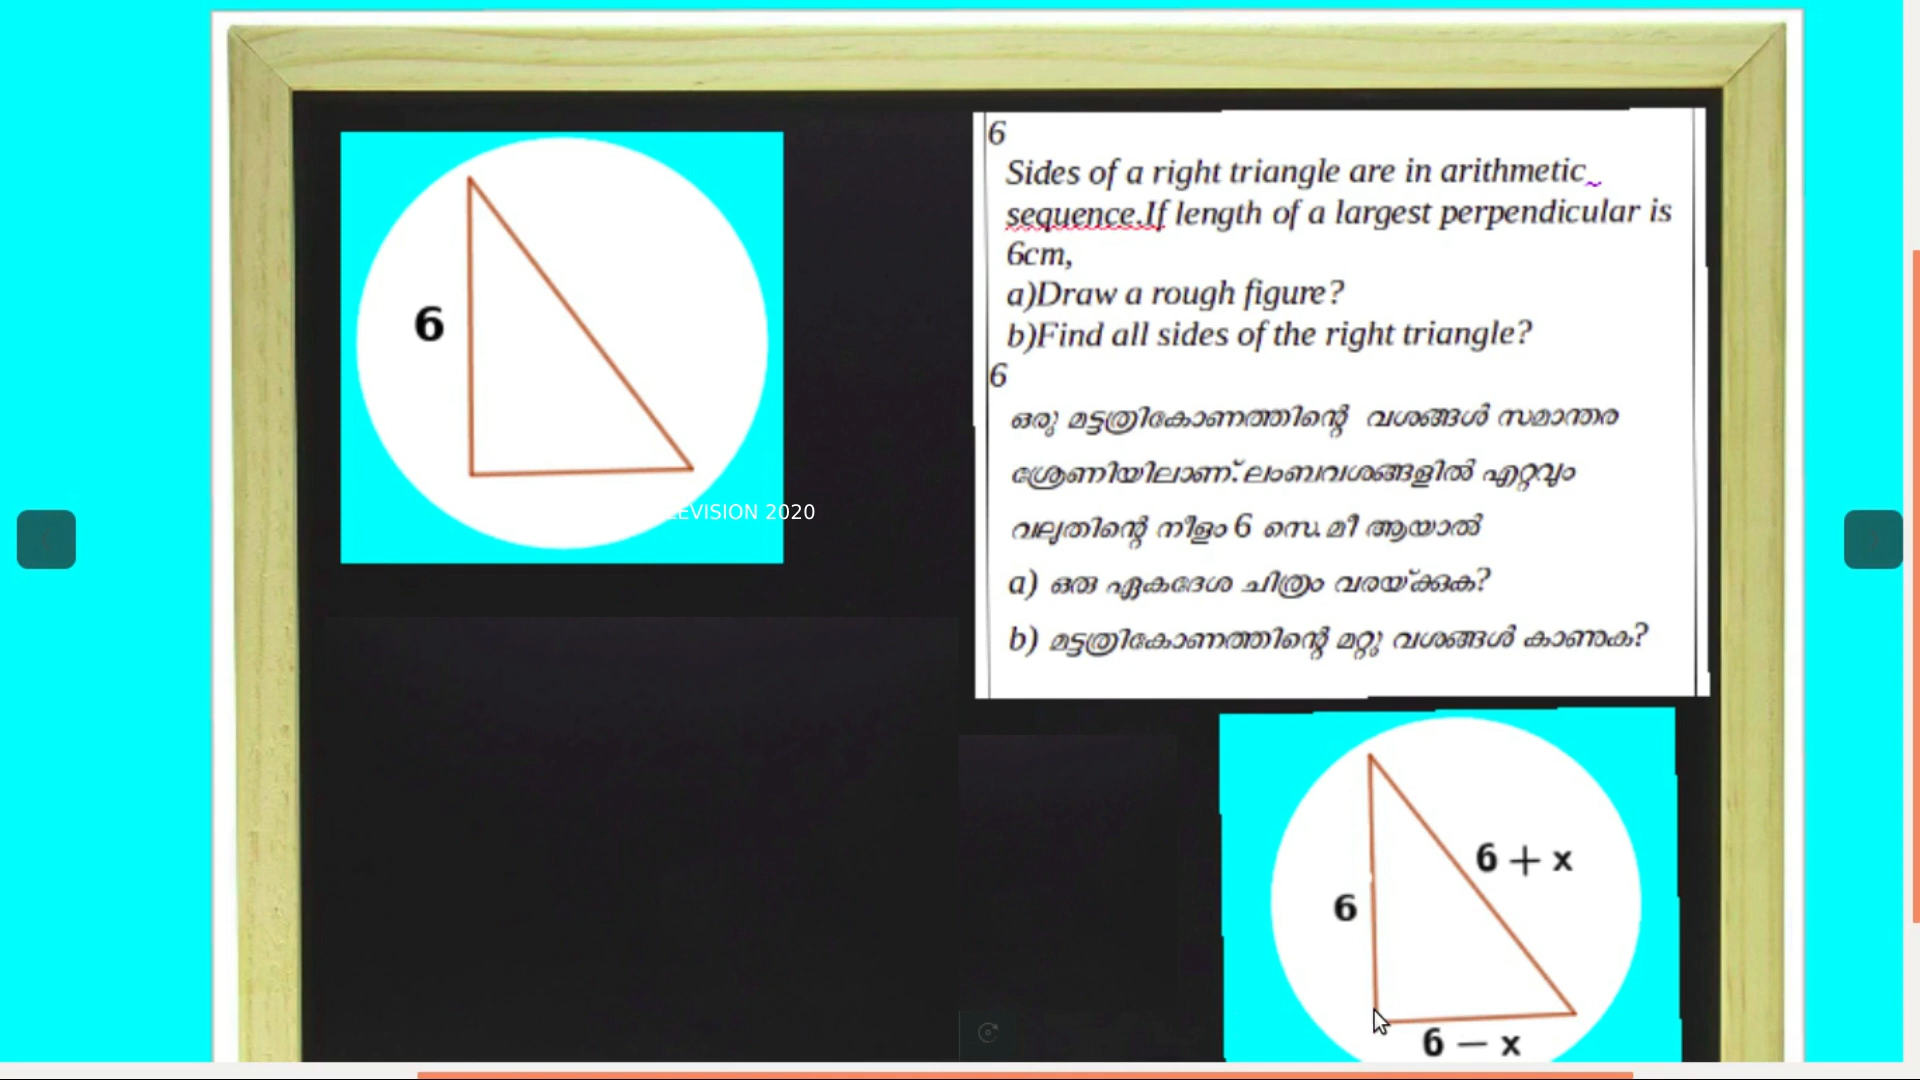 6
Sides of a right triangle are in arithmetic
sequence.If length of a largest perpendicular is
6cm,
a)Draw a rough figure?
b)Find all sides of the right triangle?
6
ഒരു മട്ടത്രികോണത്തിന്റെ വശങ്ങൾ സമാന്തര
ശ്രേണിയിലാണ്.ലംബവശങ്ങളിൽ ഏറ്റവും
വലുതിന്റെ നീളം 6 സെ. മീ ആയാൽ
a) ഒരു ഏകദേശ ചിത്രം വരയ്ക്കുക?
b) മട്ടത്രികോണത്തിന്റെ മറ്റു വശങ്ങൾ കാണുക?
6
EVISION 2020
6 + x
6
6 − x